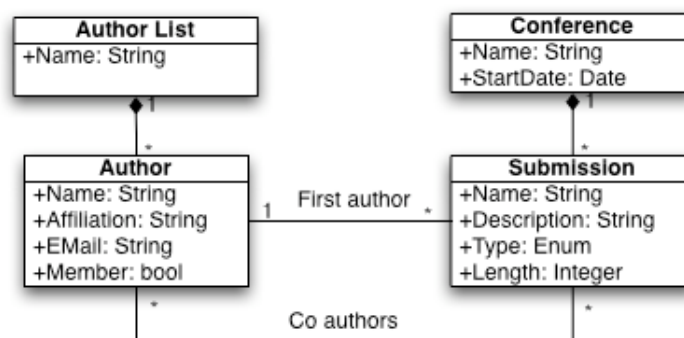 Author List
+Name: String
1
*
Conference
+Name: String
+StartDate: Date
1
*
Author
+Name: String
+Affiliation: String
+EMail: String
+Member: bool
1
First author
*
Submission
+Name: String
+Description: String
+Type: Enum
+Length: Integer
*
Co authors
*